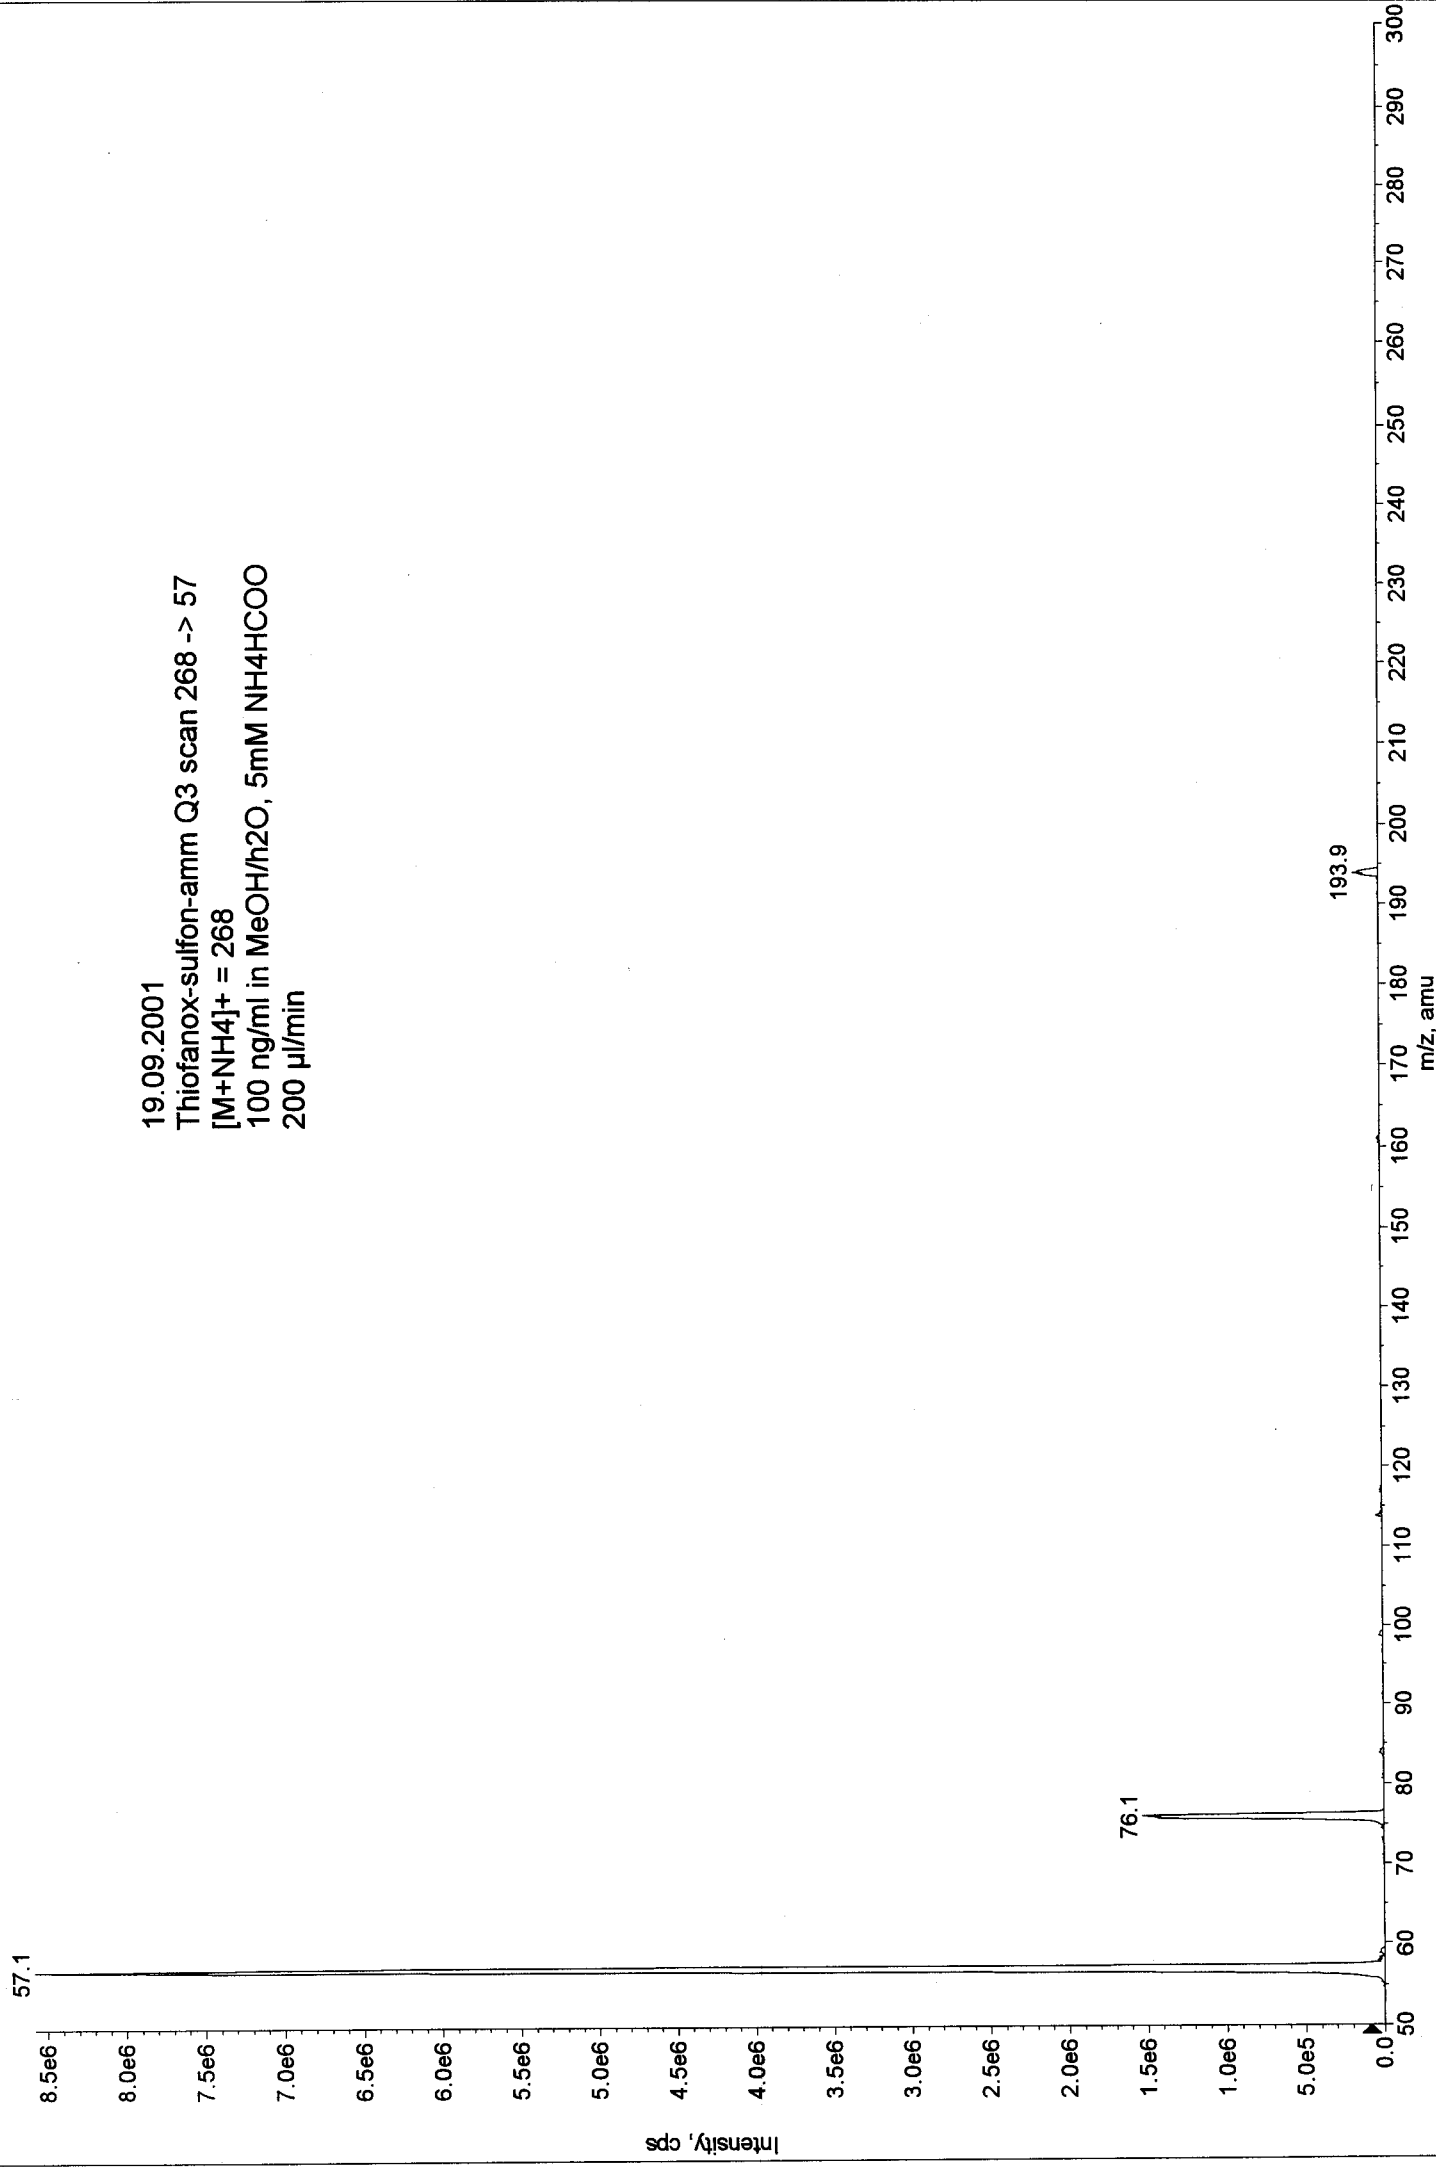 19.09.2001
Thiofanox-sulfon-amm Q3 scan 268 -> 57
[M+NH4]+ = 268
100 ng/ml in MeOH/h2O, 5mM NH4HCOO
200 µl/min
57.1
76.1
193.9
8.5e6
8.0e6
7.5e6
7.0e6
6.5e6
6.0e6
5.5e6
5.0e6
4.5e6
4.0e6
3.5e6
3.0e6
2.5e6
2.0e6
1.5e6
1.0e6
5.0e5
0.0
Intensity, cps
50 60 70 80 90 100 110 120 130 140 150 160 170 180 190 200 210 220 230 240 250 260 270 280 290 300
m/z, amu